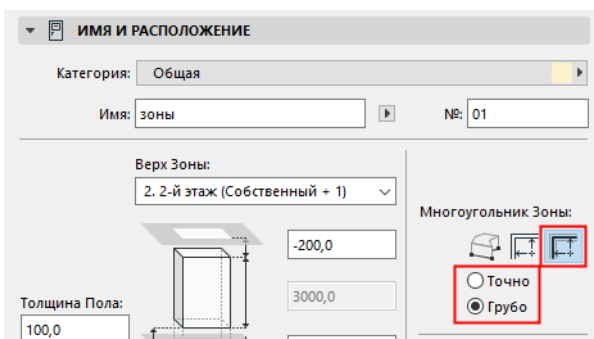 ИМЯ И РАСПОЛОЖЕНИЕ
Категория: Общая
Имя: зоны №: 01
Верх Зоны:
2. 2-й этаж (Собственный + 1)
Многоугольник Зоны:
-200,0
Точно
3000,0
Грубо
Толщина Пола:
100,0